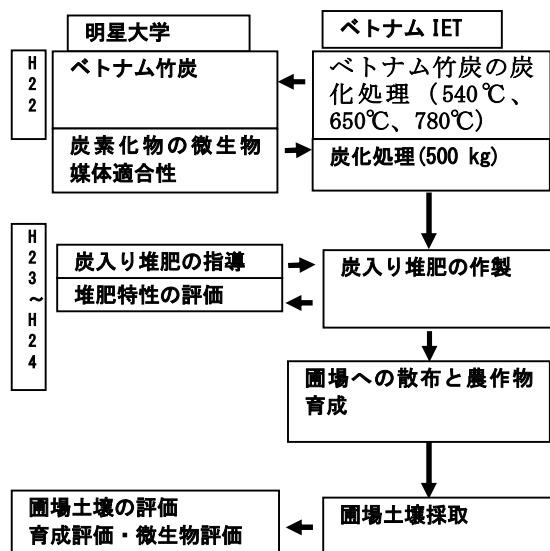 明星大学
ベトナム IET
H
2
2
ベトナム竹炭
ベトナム竹炭の炭
化処理（540℃、
650℃、780℃）
炭素化物の微生物
媒体適合性
炭化処理(500 kg)
H
2
3
～
H
2
4
炭入り堆肥の指導
堆肥特性の評価
炭入り堆肥の作製
圃場への散布と農作物
育成
圃場土壌の評価
育成評価・微生物評価
圃場土壌採取